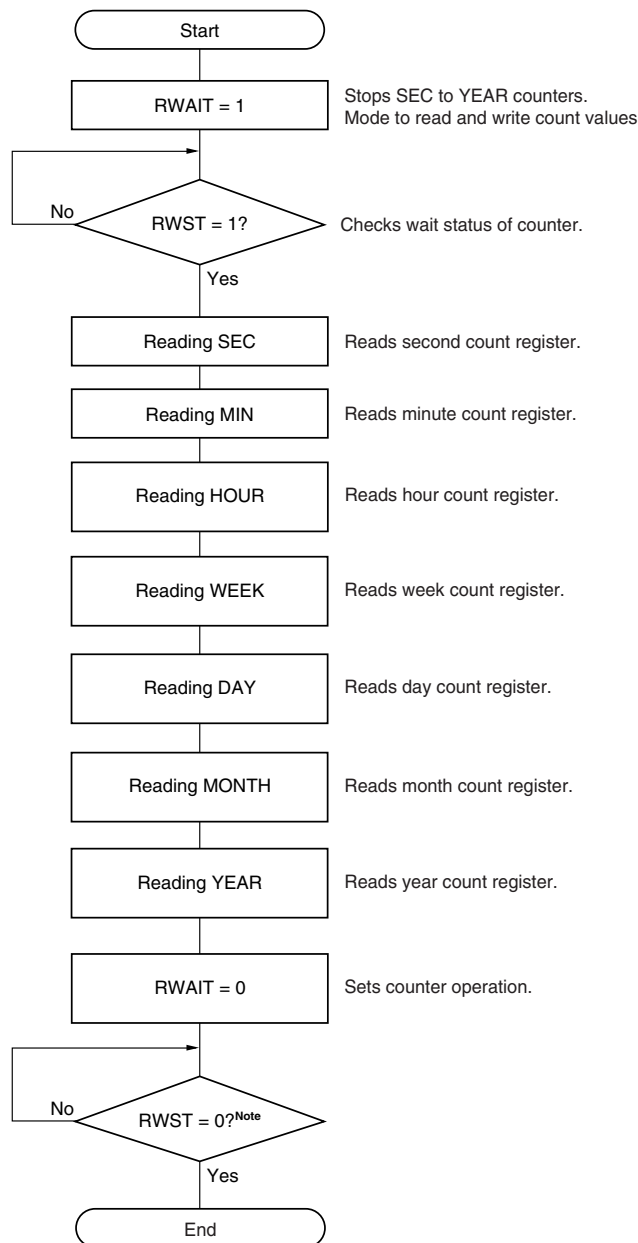 Start
RWAIT = 1
Stops SEC to YEAR counters.
Mode to read and write count values
No
RWST = 1?
Checks wait status of counter.
Yes
Reading SEC
Reads second count register.
Reading MIN
Reads minute count register.
Reading HOUR
Reads hour count register.
Reading WEEK
Reads week count register.
Reading DAY
Reads day count register.
Reading MONTH
Reads month count register.
Reading YEAR
Reads year count register.
RWAIT = 0
Sets counter operation.
No
RWST = 0?Note
Yes
End